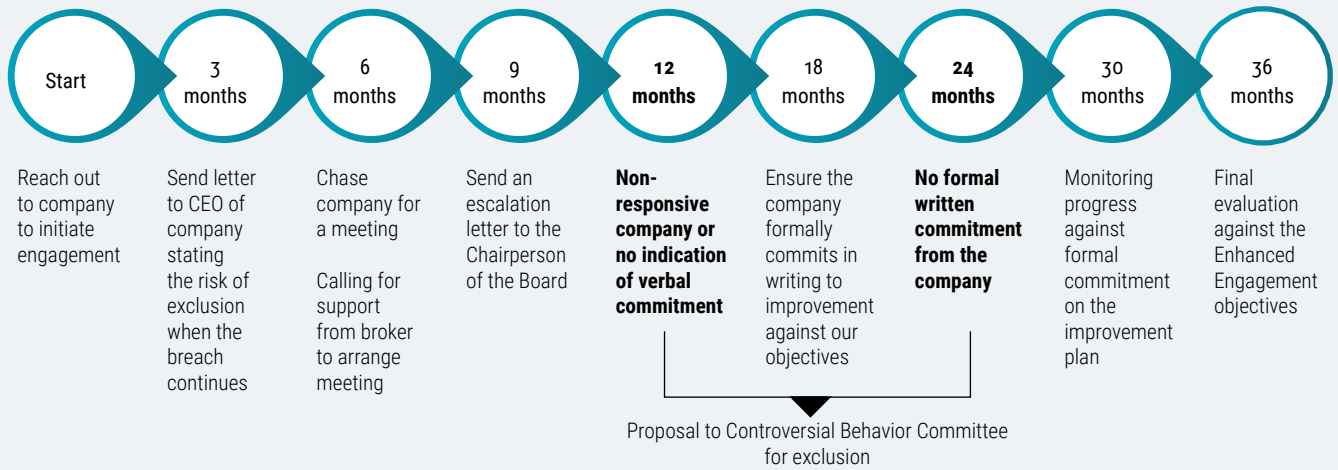 Start
3
months
6
months
9
months
12
months
18
months
24
months
30
months
36
months
Reach out
to company
to initiate
engagement
Send letter
to CEO of
company
stating
the risk of
exclusion
when the
breach
continues
Chase
company for
a meeting
Calling for
support
from broker
to arrange
meeting
Send an
escalation
letter to the
Chairperson
of the Board
Non-
responsive
company or
no indication
of verbal
commitment
Ensure the
company
formally
commits in
writing to
improvement
against our
objectives
No formal
written
commitment
from the
company
Monitoring
progress
against
formal
commitment
on the
improvement
plan
Final
evaluation
against the
Enhanced
Engagement
objectives
Proposal to Controversial Behavior Committee
for exclusion